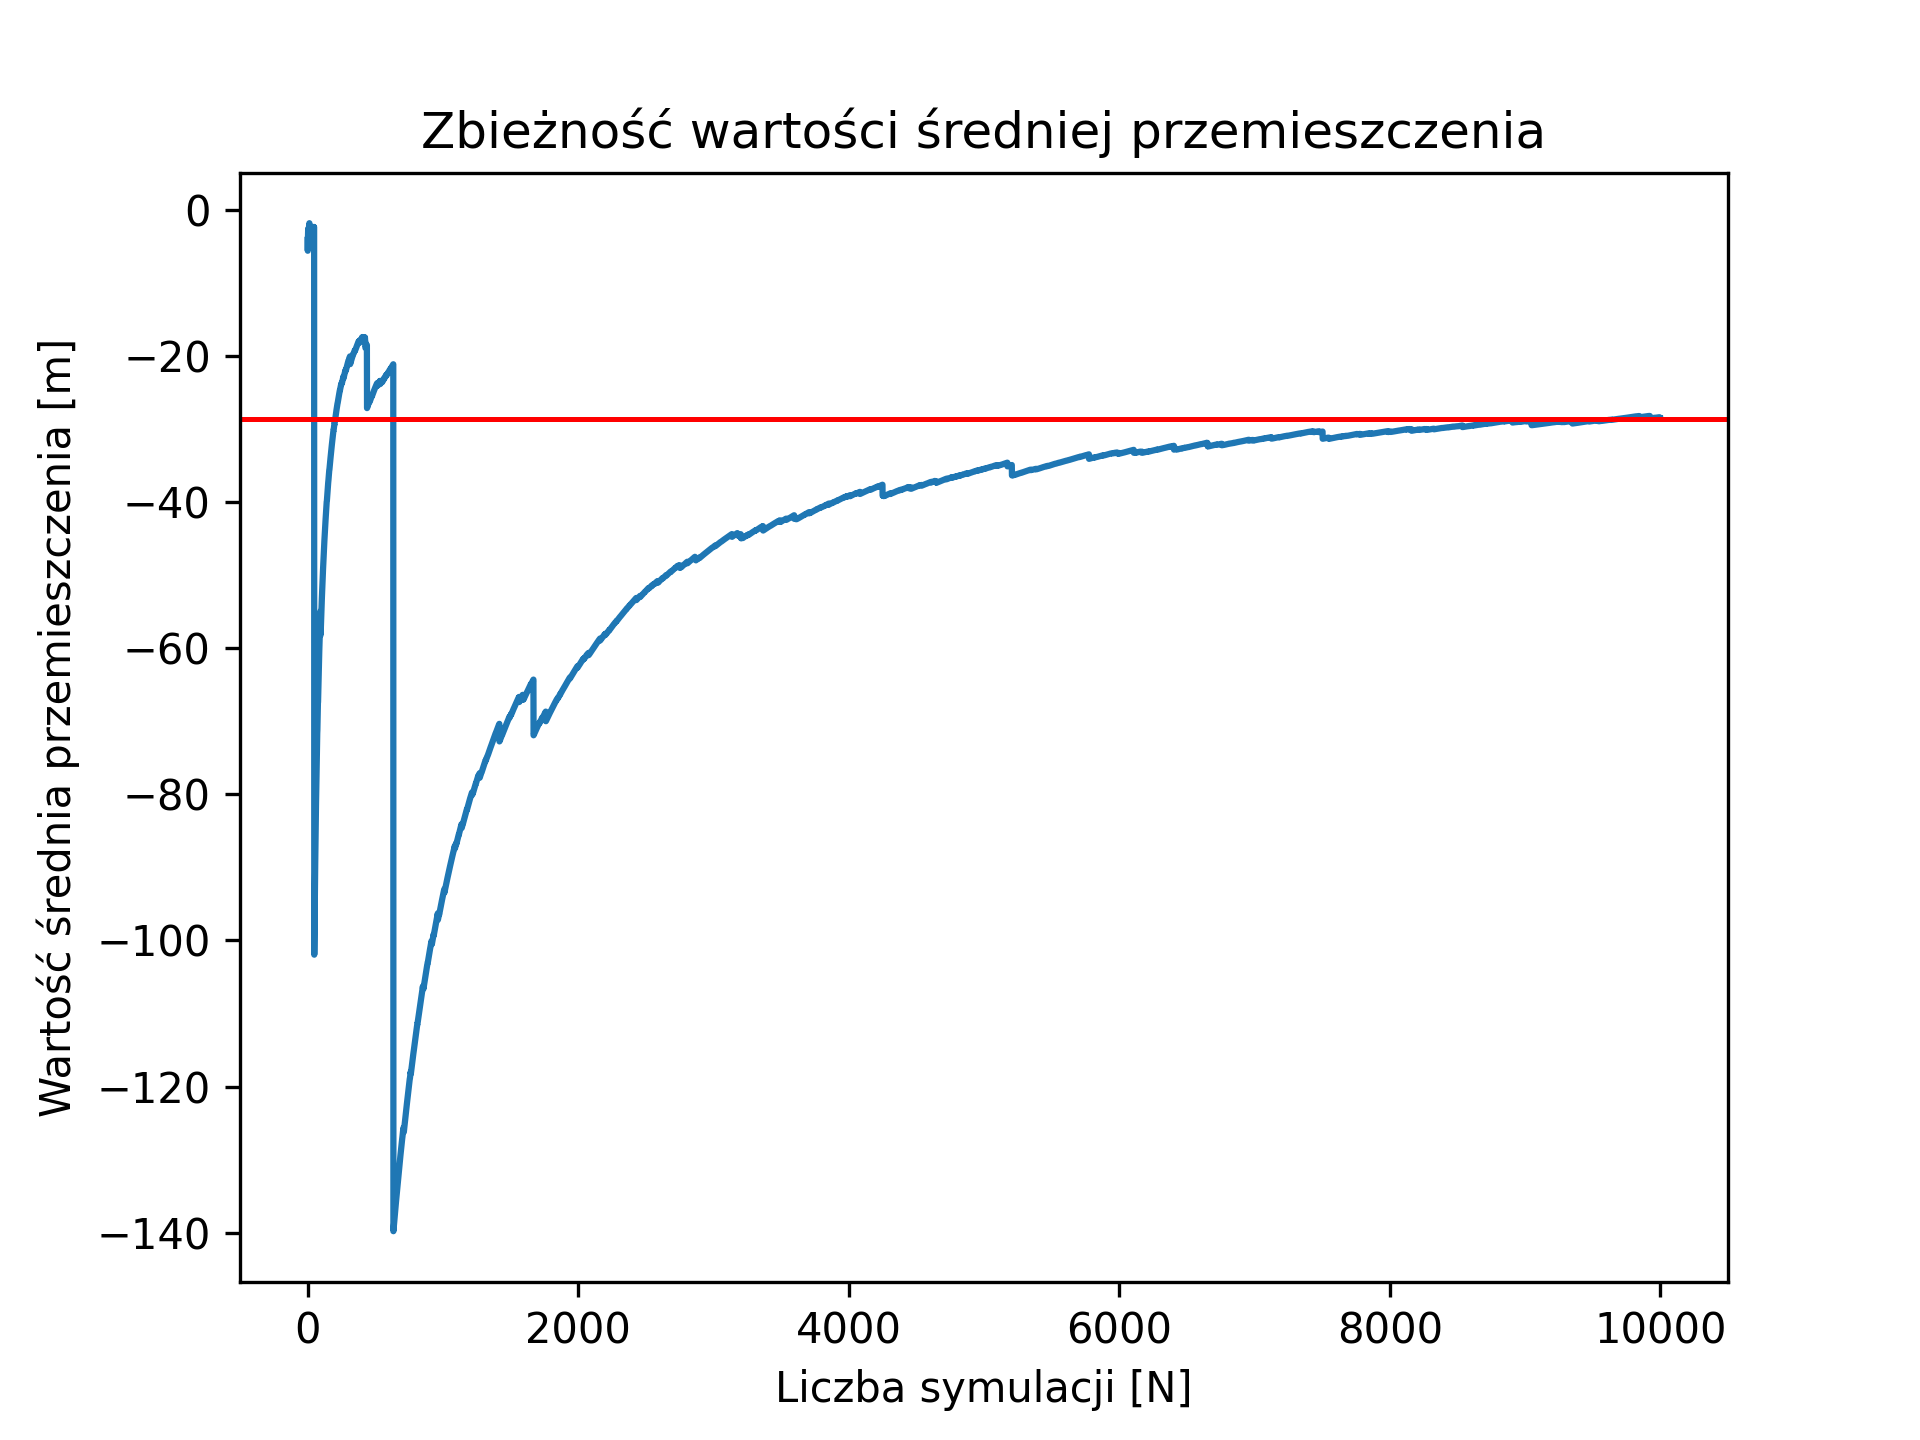 Zbieżność wartości średniej przemieszczenia
Wartość średnia przemieszczenia [m]
0
−20
−40
−60
−80
−100
−120
−140
0 2000 4000 6000 8000 10000
Liczba symulacji [N]